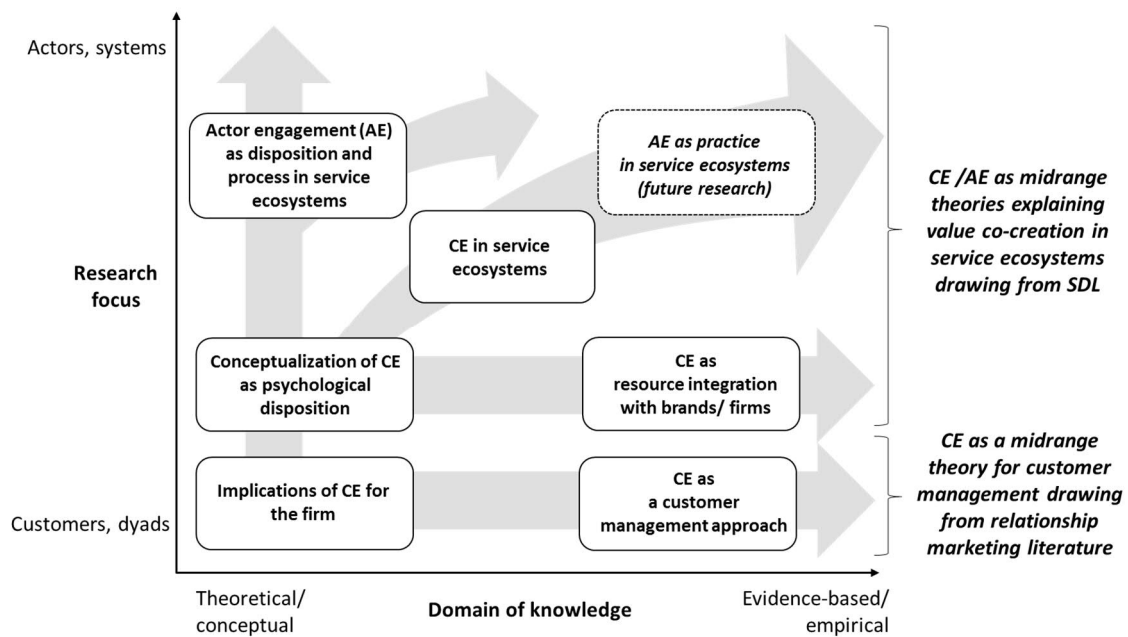 Actors, systems
Actor engagement (AE)
as disposition and
process in service
ecosystems
AE as practice
in service ecosystems
(future research)
CE in service
ecosystems
Research
focus
Conceptualization of CE
as psychological
disposition
CE as
resource integration
with brands/ firms
Implications of CE for
the firm
CE as
a customer
management approach
Customers, dyads
Theoretical/
conceptual
Domain of knowledge
Evidence-based/
empirical
CE /AE as midrange
theories explaining
value co-creation in
service ecosystems
drawing from SDL
CE as a midrange
theory for customer
management drawing
from relationship
marketing literature